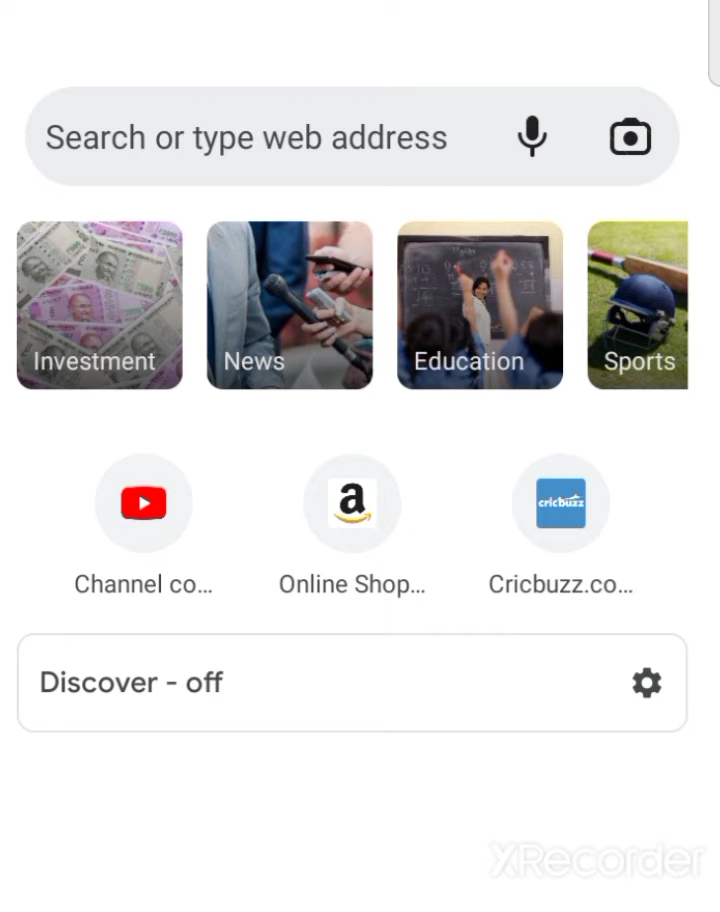 Search or type web address
Investment
News
Education
Sports
a
cricbuzz
Channel co...
Online Shop...
Cricbuzz.co...
Discover - off
XRecorder